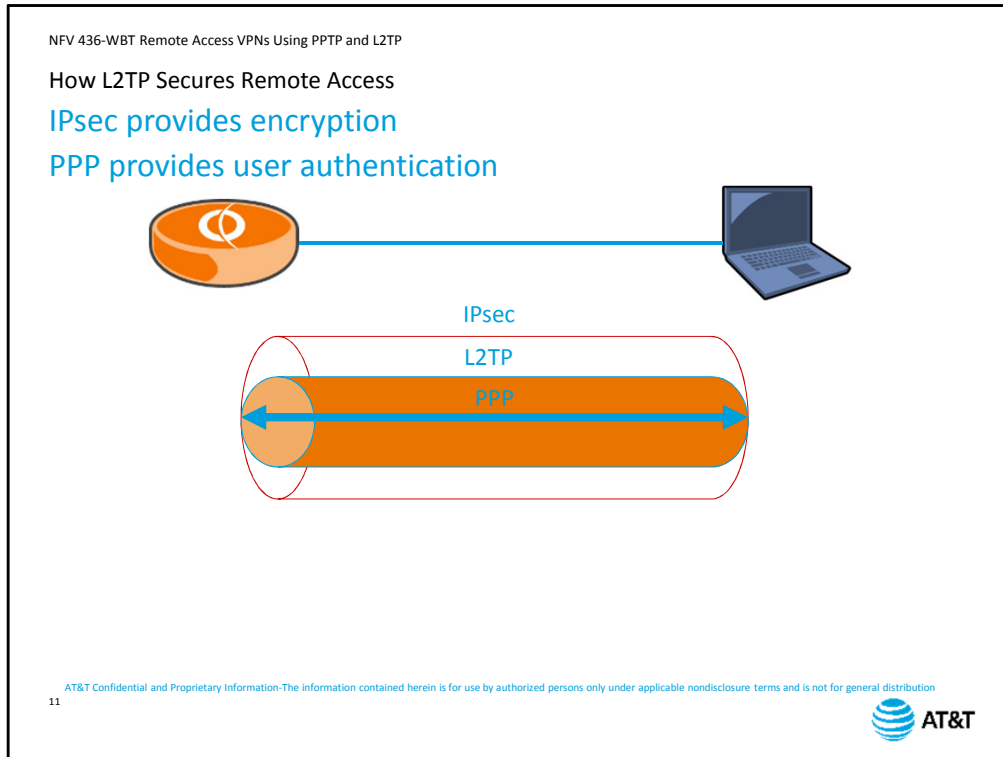 NFV 436-WBT Remote Access VPNs Using PPTP and L2TP
How L2TP Secures Remote Access
IPsec provides encryption
PPP provides user authentication
IPsec
L2TP
PPP
AT&T Confidential and Proprietary Information-The information contained herein is for use by authorized persons only under applicable nondisclosure terms and is not for general distribution
11
AT&T